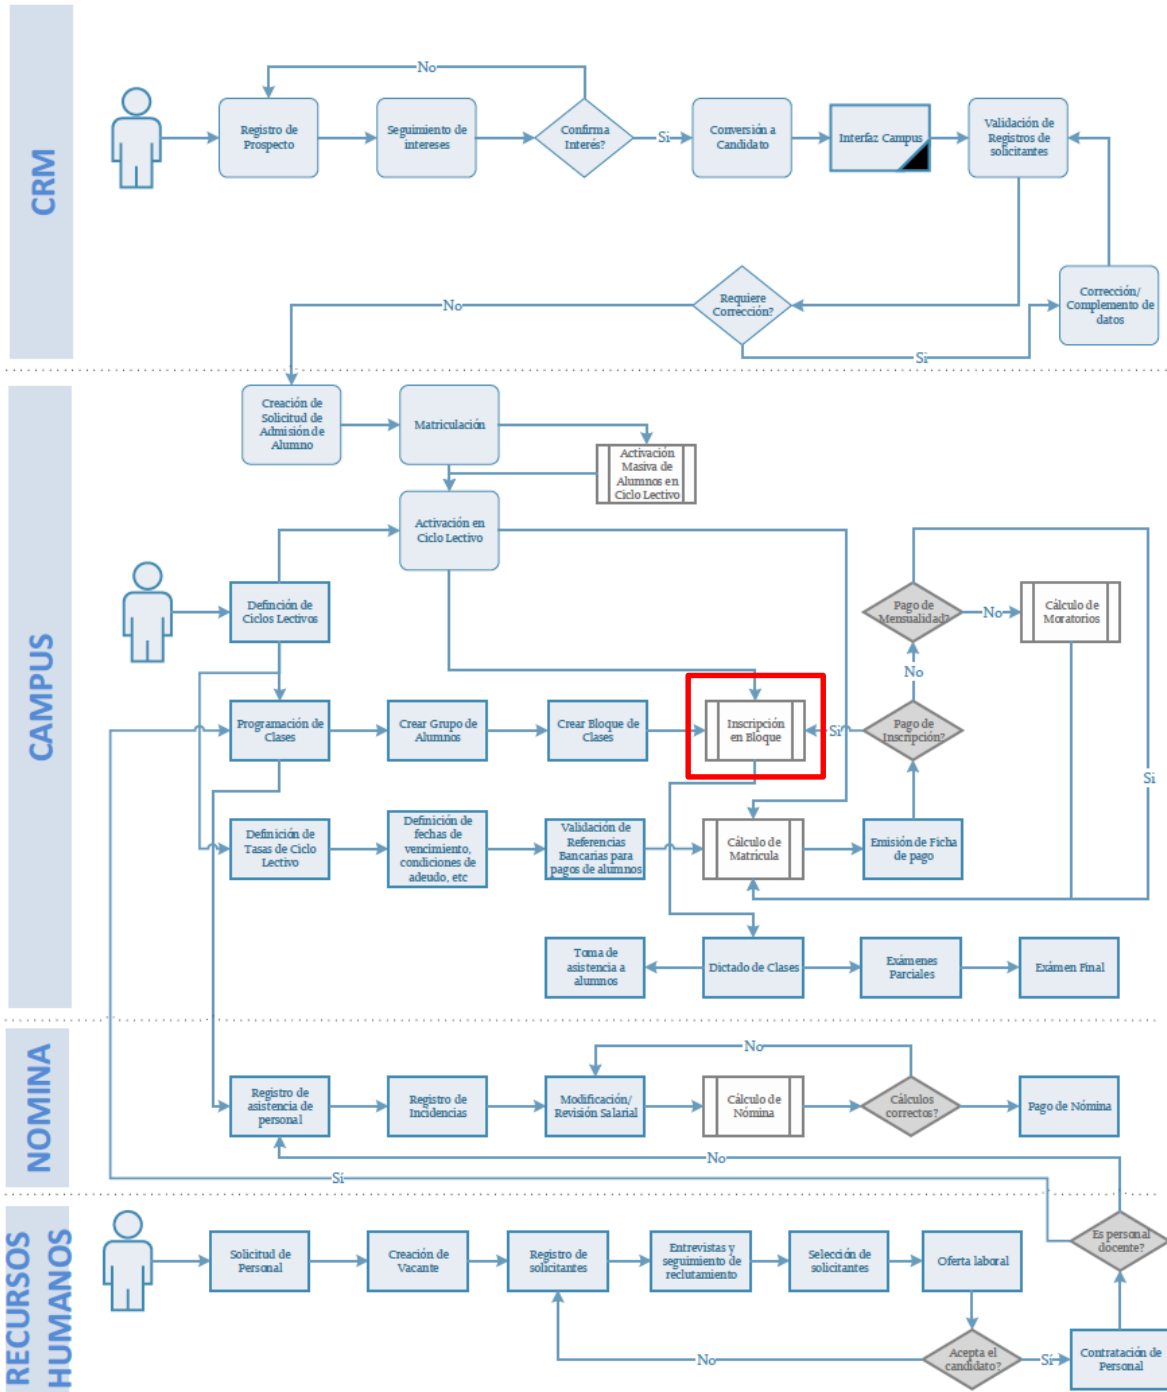 CRM
No
Registro de
Prospecto
Seguimiento de
intereses
Confirma
Interés?
Si
Conversión a
Candidato
Interfaz Campus
Validación de
Registros de
solicitantes
No
Requiere
Corrección?
Corrección/
Complemento de
datos
Si
CAMPUS
Creación de
Solicitud de
Admisión de
Alumno
Matriculación
Activación
Masiva de
Alumnos en
Ciclo Lectivo
Activación en
Ciclo Lectivo
Definción de
Ciclos Lectivos
Pago de
Mensualidad?
No
Cálculo de
Moratorios
No
Programación de
Clases
Crear Grupo de
Alumnos
Crear Bloque de
Clases
Inscripción
en Bloque
Si
Pago de
Inscripción?
Si
Definición de
Tasas de Ciclo
Lectivo
Definición de
fechas de
vencimiento,
condiciones de
adeudo, etc
Validación de
Referencias
Bancarias para
pagos de alumnos
Cálculo de
Matrícula
Emisión de Ficha
de pago
Toma de
asistencia a
alumnos
Dictado de Clases
Exámenes
Parciales
Exámen Final
NOMINA
No
Registro de
asistencia de
personal
Registro de
Incidencias
Modificación/
Revisión Salarial
Cálculo de
Nómina
Cálculos
correctos?
Pago de Nómina
No
Sí
RECURSOS
HUMANOS
Solicitud de
Personal
Creación de
Vacante
Registro de
solicitantes
Entrevistas y
seguimiento de
reclutamiento
Selección de
solicitantes
Oferta laboral
Es personal
docente?
No
Acepta el
candidato?
Sí
Contratación de
Personal